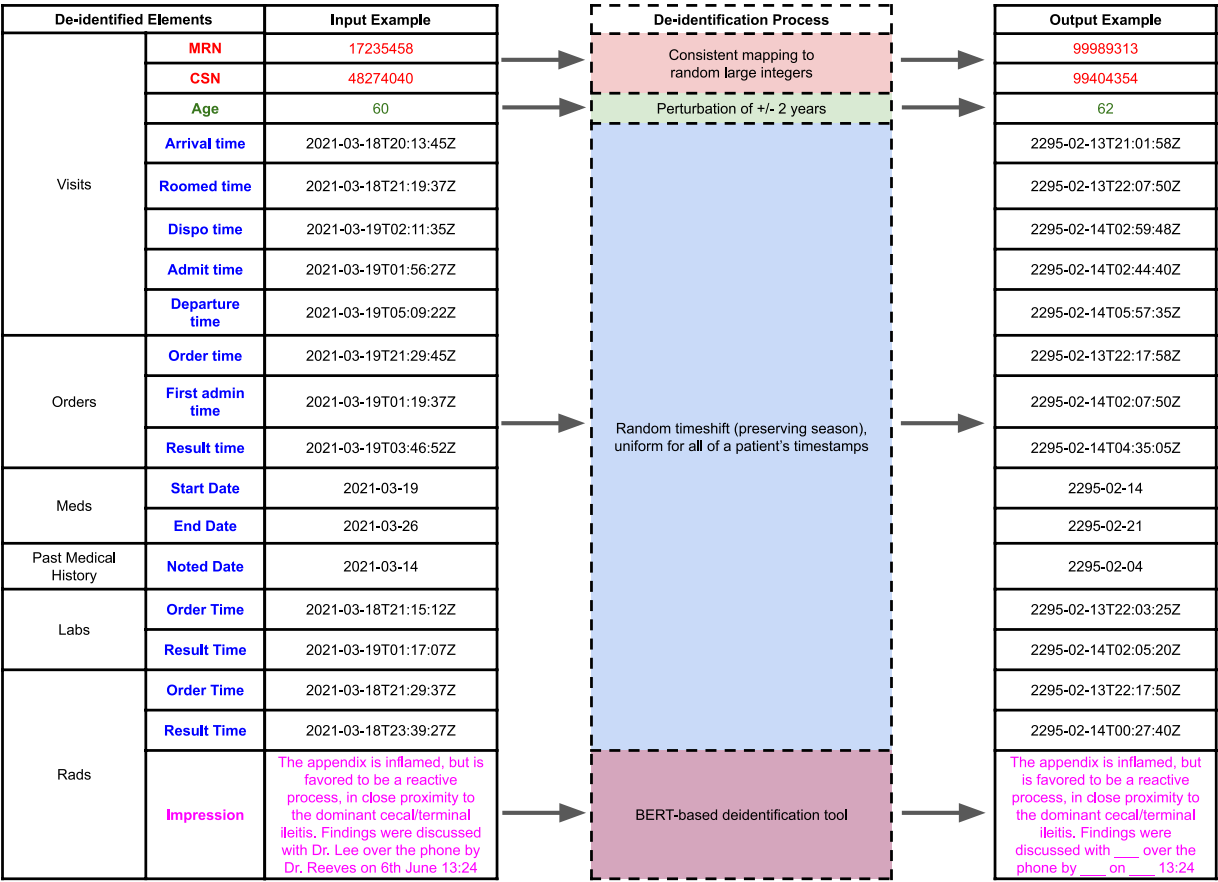 De-identified Elements Input Example De-identification Process Output Example
MRN 17235458 99989313
Consistent mapping to
random large integers
CSN 48274040 99404354
Age 60 Perturbation of +/- 2 years 62
Visits
Arrival time 2021-03-18T20:13:45Z 2295-02-13T21:01:58Z
Roomed time 2021-03-18T21:19:37Z 2295-02-13T22:07:50Z
Dispo time 2021-03-19T02:11:35Z 2295-02-14T02:59:48Z
Admit time 2021-03-19T01:56:27Z 2295-02-14T02:44:40Z
Departure
time
2021-03-19T05:09:22Z 2295-02-14T05:57:35Z
Orders
Order time 2021-03-19T21:29:45Z 2295-02-13T22:17:58Z
First admin
time
2021-03-19T01:19:37Z 2295-02-14T02:07:50Z
Random timeshift (preserving season),
uniform for all of a patient's timestamps
Result time 2021-03-19T03:46:52Z 2295-02-14T04:35:05Z
Meds
Start Date 2021-03-19 2295-02-14
End Date 2021-03-26 2295-02-21
Past Medical
History
Noted Date 2021-03-14 2295-02-04
Labs
Order Time 2021-03-18T21:15:12Z 2295-02-13T22:03:25Z
Result Time 2021-03-19T01:17:07Z 2295-02-14T02:05:20Z
Rads
Order Time 2021-03-18T21:29:37Z 2295-02-13T22:17:50Z
Result Time 2021-03-18T23:39:27Z 2295-02-14T00:27:40Z
Impression
The appendix is inflamed, but is
favored to be a reactive
process, in close proximity to
the dominant cecal/terminal
ileitis. Findings were discussed
with Dr. Lee over the phone by
Dr. Reeves on 6th June 13:24
BERT-based deidentification tool
The appendix is inflamed, but
is favored to be a reactive
process, in close proximity to
the dominant cecal/terminal
ileitis. Findings were
discussed with ___ over the
phone by ___ on ___ 13:24